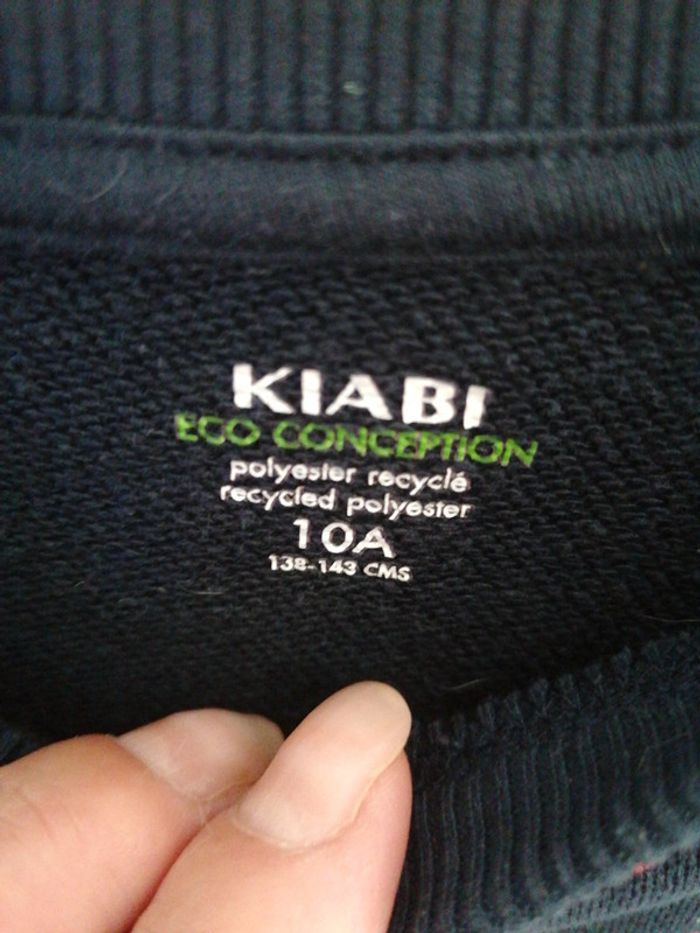 KIABI
ECO CONCEPTION
polyester recyclé
recycled polyester
10A
138-143 CMS